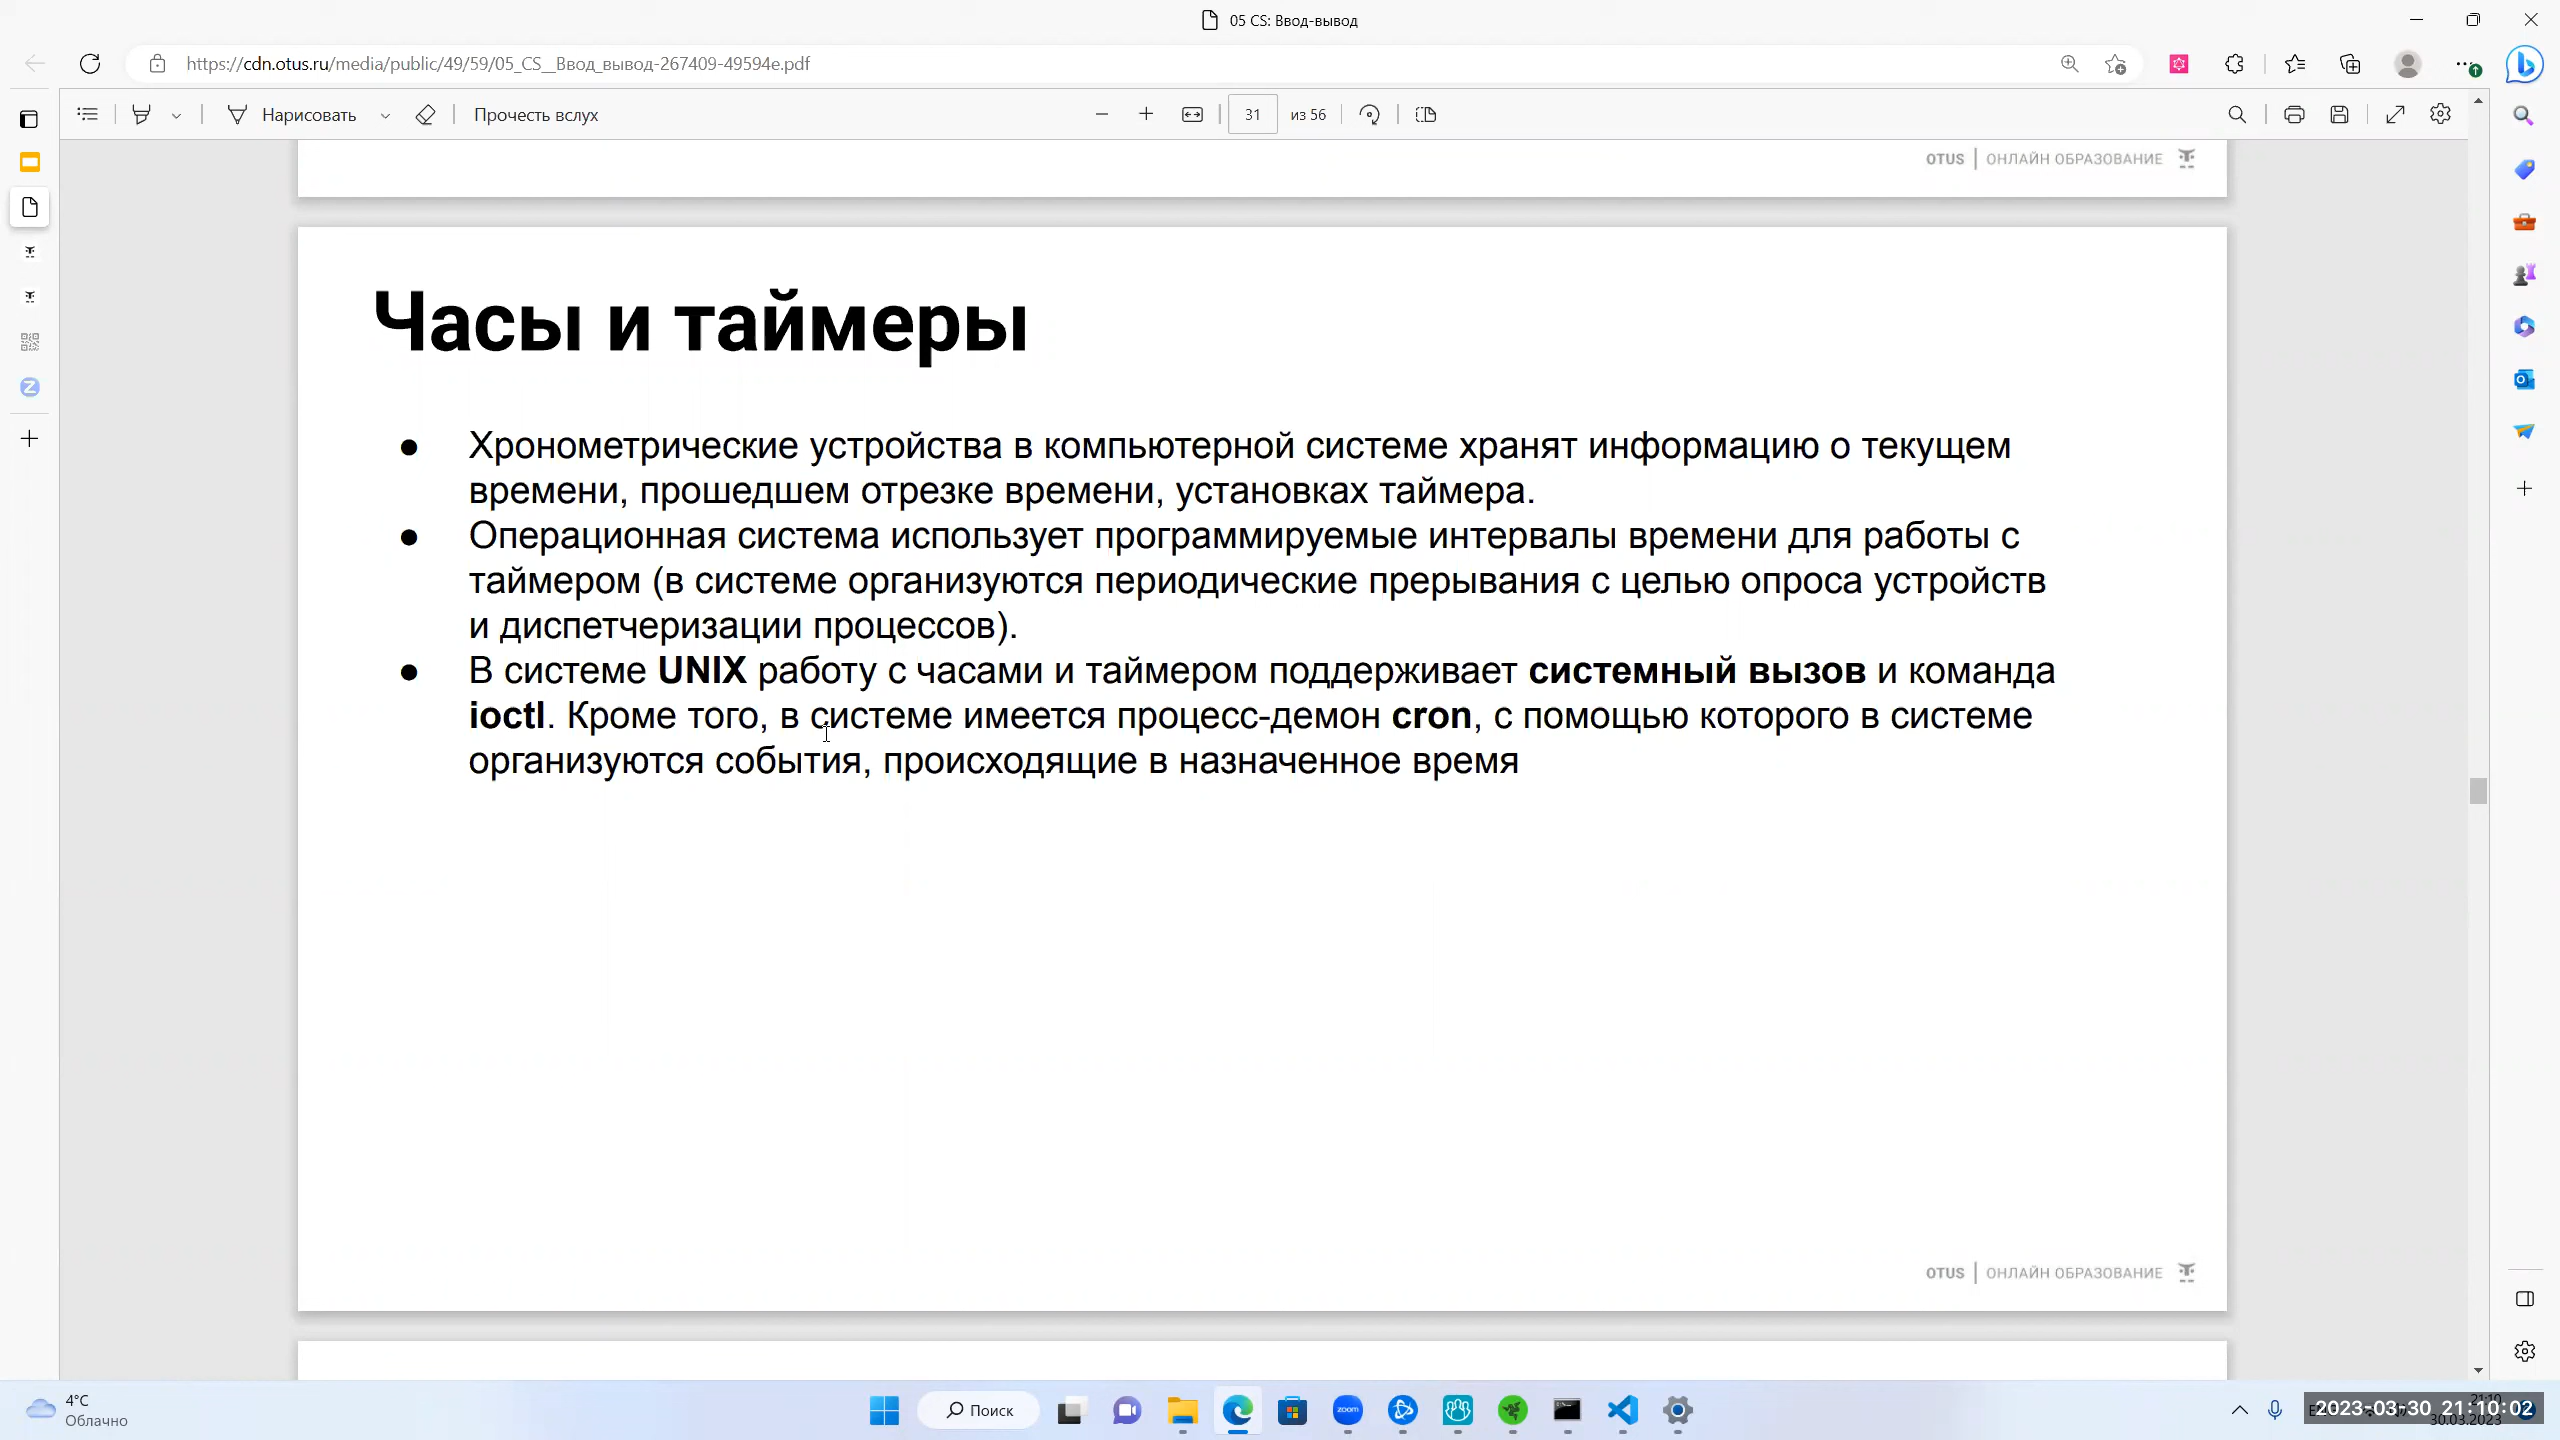 05 CS: Ввод-вывод
https://cdn.otus.ru/media/public/49/59/05_CS__Ввод_вывод-267409-49594e.pdf
Нарисовать
Прочесть вслух
31 из 56
OTUS | ОНЛАЙН ОБРАЗОВАНИЕ
Часы и таймеры
● Хронометрические устройства в компьютерной системе хранят информацию о текущем
времени, прошедшем отрезке времени, установках таймера.
● Операционная система использует программируемые интервалы времени для работы с
таймером (в системе организуются периодические прерывания с целью опроса устройств
и диспетчеризации процессов).
● В системе UNIX работу с часами и таймером поддерживает системный вызов и команда
ioctl. Кроме того, в системе имеется процесс-демон cron, с помощью которого в системе
организуются события, происходящие в назначенное время
OTUS | ОНЛАЙН ОБРАЗОВАНИЕ
4°C
Облачно
Поиск
zoom
2023-03-30 21:10:02